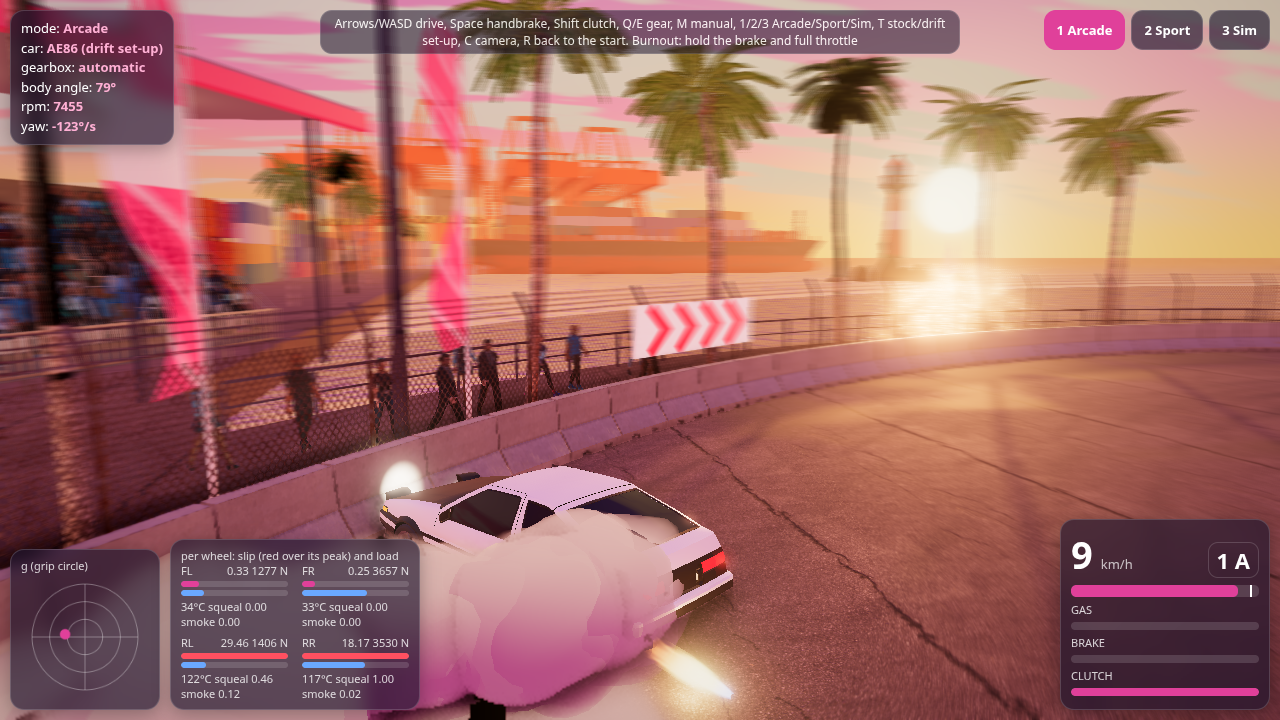 mode: Arcade
car: AE86 (drift set-up)
gearbox: automatic
body angle: 79°
rpm: 7455
yaw: -123°/s
Arrows/WASD drive, Space handbrake, Shift clutch, Q/E gear, M manual, 1/2/3 Arcade/Sport/Sim, T stock/drift
set-up, C camera, R back to the start. Burnout: hold the brake and full throttle
1 Arcade
2 Sport
3 Sim
g (grip circle)
per wheel: slip (red over its peak) and load
FL 0.33 1277 N
FR 0.25 3657 N
34°C squeal 0.00
smoke 0.00
33°C squeal 0.00
smoke 0.00
RL 29.46 1406 N
RR 18.17 3530 N
122°C squeal 0.46
smoke 0.12
117°C squeal 1.00
smoke 0.02
9 km/h
1 A
GAS
BRAKE
CLUTCH